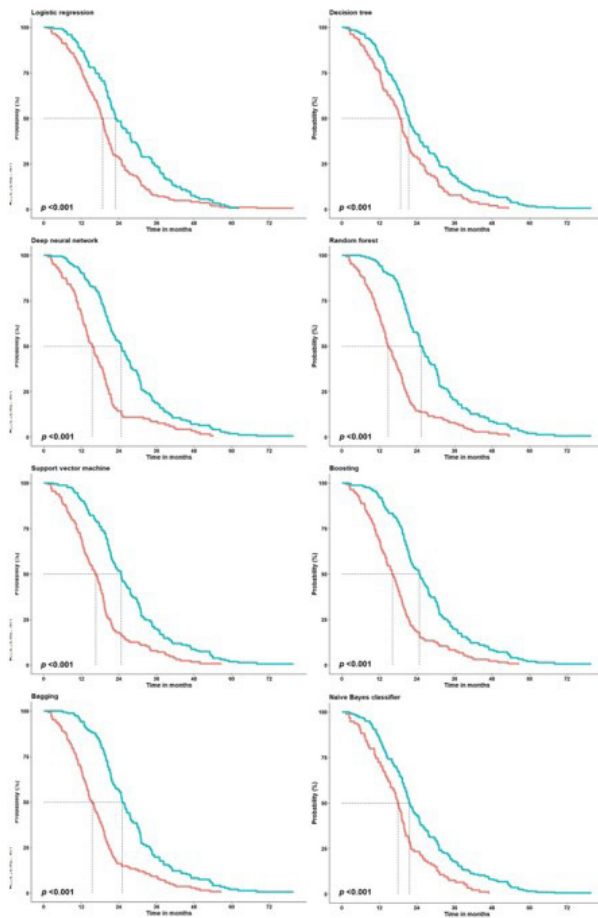 Logistic regression
Decision tree
100
75
50
25
0
Probability (%)
p <0.001
0 12 24 36 48 60 72
Time in months
100
75
50
25
0
Probability (%)
p <0.001
0 12 24 36 48 60 72
Time in months
Deep neural network
Random forest
100
75
50
25
0
Probability (%)
p <0.001
0 12 24 36 48 60 72
Time in months
100
75
50
25
0
Probability (%)
p <0.001
0 12 24 36 48 60 72
Time in months
Support vector machine
Boosting
100
75
50
25
0
Probability (%)
p <0.001
0 12 24 36 48 60 72
Time in months
100
75
50
25
0
Probability (%)
p <0.001
0 12 24 36 48 60 72
Time in months
Bagging
Naive Bayes classifier
100
75
50
25
0
Probability (%)
p <0.001
0 12 24 36 48 60 72
Time in months
100
75
50
25
0
Probability (%)
p <0.001
0 12 24 36 48 60 72
Time in months